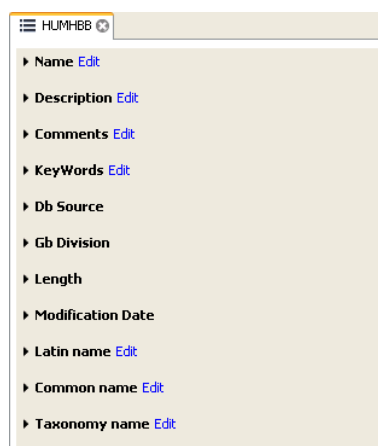 HUMHBB
Name Edit
Description Edit
Comments Edit
KeyWords Edit
Db Source
Gb Division
Length
Modification Date
Latin name Edit
Common name Edit
Taxonomy name Edit